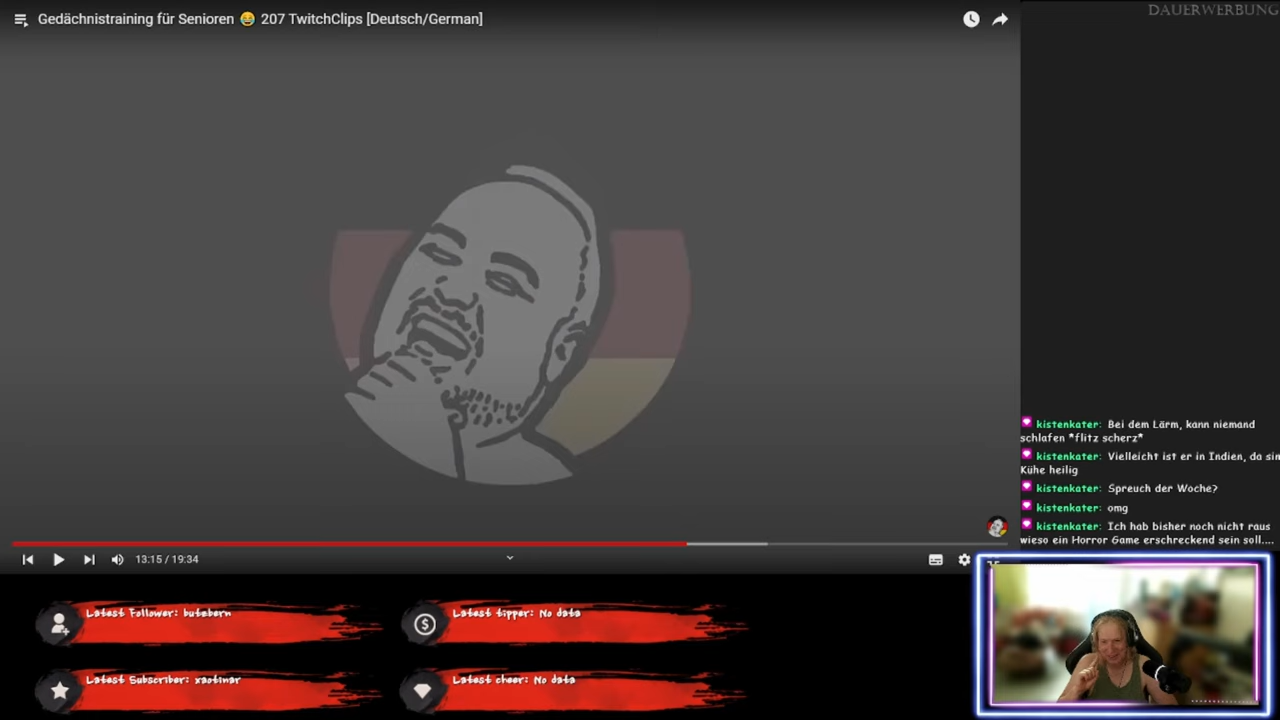 Gedächnistraining für Senioren 😂 207 TwitchClips [Deutsch/German]
DAUERWERBUNG
kistenkater: Bei dem Lärm, kann niemand
schlafen *flitz scherz*
kistenkater: Vielleicht ist er in Indien, da sin
Kühe heilig
kistenkater: Spreuch der Woche?
kistenkater: omg
kistenkater: Ich hab bisher noch nicht raus
wieso ein Horror Game erschreckend sein soll....
13:15 / 19:34
Latest Follower: butzbern
Latest tipper: No data
Latest Subscriber: xaotinar
Latest cheer: No data